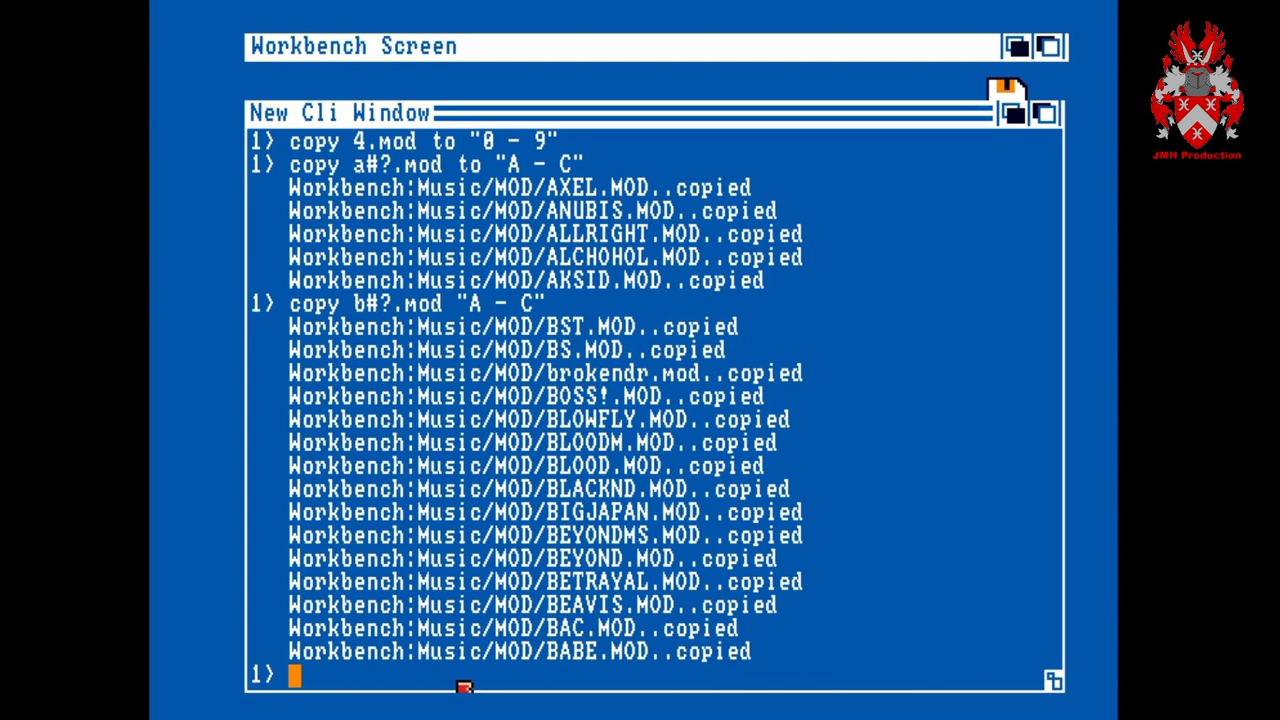 Workbench Screen
JMH Production
New Cli Window
1> copy 4.mod to "0 - 9"
1> copy a#?.mod to "A - C"
Workbench:Music/MOD/AXEL.MOD..copied
Workbench:Music/MOD/ANUBIS.MOD..copied
Workbench:Music/MOD/ALLRIGHT.MOD..copied
Workbench:Music/MOD/ALCHOHOL.MOD..copied
Workbench:Music/MOD/AKSID.MOD..copied
1> copy b#?.mod "A - C"
Workbench:Music/MOD/BST.MOD..copied
Workbench:Music/MOD/BS.MOD..copied
Workbench:Music/MOD/brokendr.mod..copied
Workbench:Music/MOD/BOSS!.MOD..copied
Workbench:Music/MOD/BLOWFLY.MOD..copied
Workbench:Music/MOD/BLOODM.MOD..copied
Workbench:Music/MOD/BLOOD.MOD..copied
Workbench:Music/MOD/BLACKND.MOD..copied
Workbench:Music/MOD/BIGJAPAN.MOD..copied
Workbench:Music/MOD/BEYONDMS.MOD..copied
Workbench:Music/MOD/BEYOND.MOD..copied
Workbench:Music/MOD/BETRAYAL.MOD..copied
Workbench:Music/MOD/BEAVIS.MOD..copied
Workbench:Music/MOD/BAC.MOD..copied
Workbench:Music/MOD/BABE.MOD..copied
1>